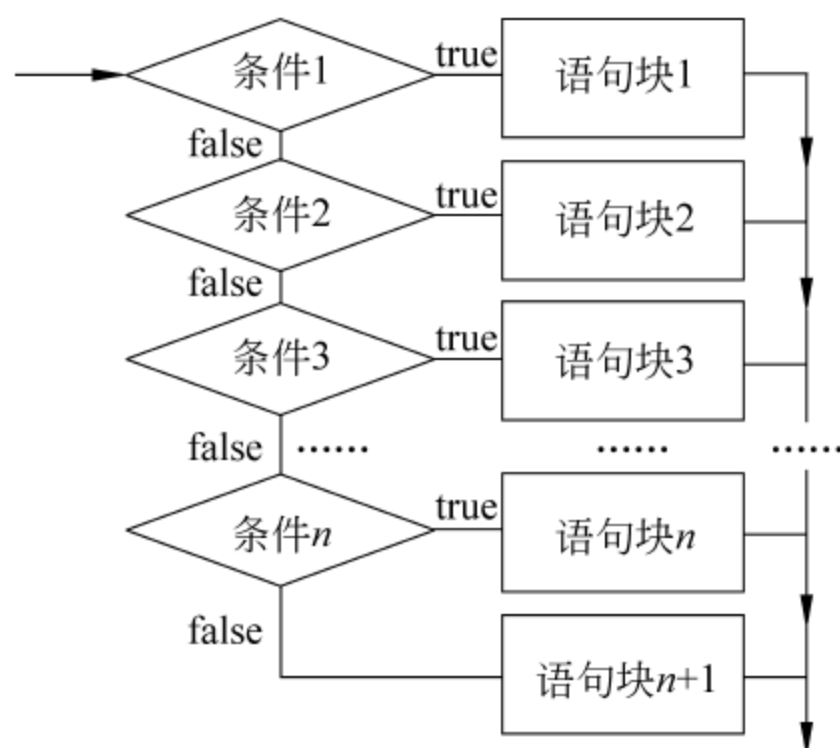 条件1 true 语句块1
false
条件2 true 语句块2
false
条件3 true 语句块3
false …… …… ……
条件n true 语句块n
false
语句块n+1